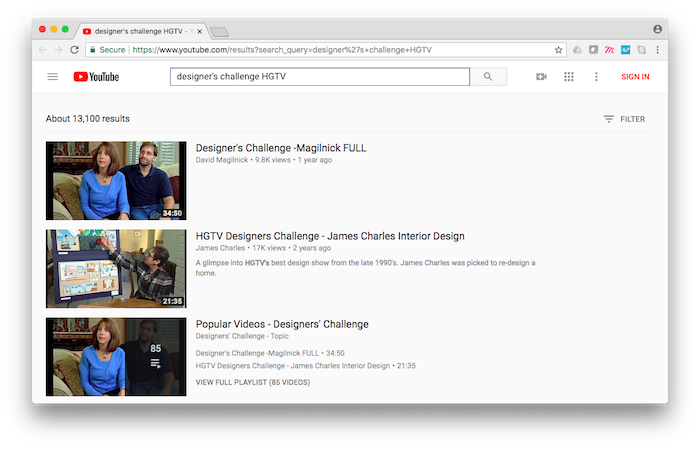 designer's challenge HGTV - Y
Secure
https://www.youtube.com/results?search_query=designer%27s+challenge+HGTV
YouTube
designer's challenge HGTV
SIGN IN
About 13,100 results
FILTER
34:50
Designer's Challenge -Magilnick FULL
David Magilnick • 9.8K views • 1 year ago
21:35
HGTV Designers Challenge - James Charles Interior Design
James Charles • 17K views • 2 years ago
A glimpse into HGTV's best design show from the late 1990's. James Charles was picked to re-design a
home.
85
Popular Videos - Designers' Challenge
Designers' Challenge - Topic
Designer's Challenge -Magilnick FULL • 34:50
HGTV Designers Challenge - James Charles Interior Design • 21:35
VIEW FULL PLAYLIST (85 VIDEOS)